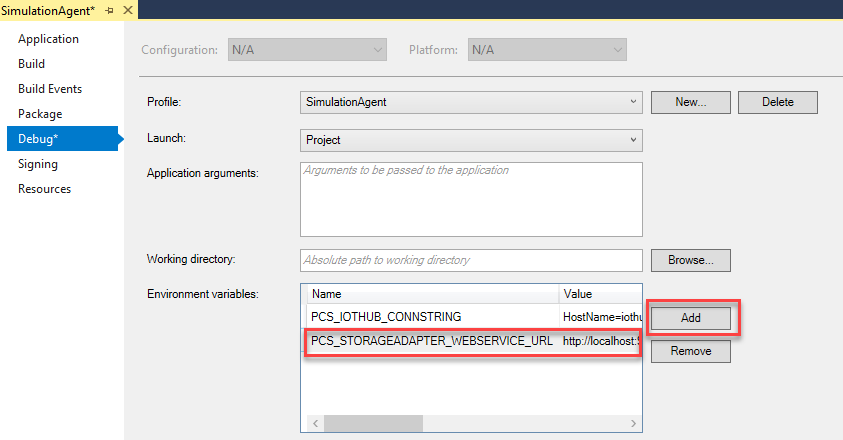 SimulationAgent*
Application
Build
Build Events
Package
Debug*
Signing
Resources
Configuration: N/A Platform: N/A
Profile: SimulationAgent New... Delete
Launch: Project
Application arguments: Arguments to be passed to the application
Working directory: Absolute path to working directory Browse...
Environment variables: Name Value
PCS_IOTHUB_CONNSTRING HostName=iothu Add
PCS_STORAGEADAPTER_WEBSERVICE_URL http://localhost:
Remove